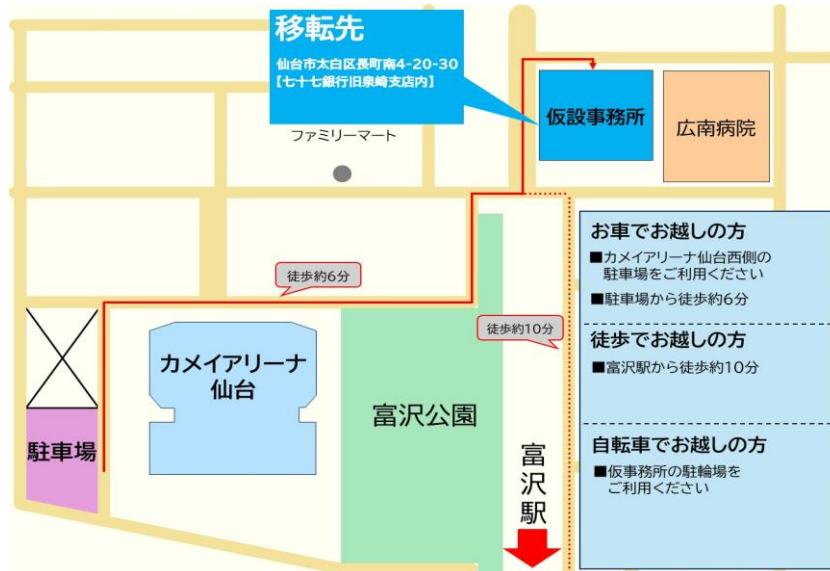 移転先
仙台市太白区長町南4-20-30
【七十七銀行旧泉崎支店内】
ファミリーマート
仮設事務所
広南病院
徒歩約6分
徒歩約10分
カメイアリーナ
仙台
駐車場
富沢公園
富沢駅
お車でお越しの方
■カメイアリーナ仙台西側の
駐車場をご利用ください
■駐車場から徒歩約6分
徒歩でお越しの方
■富沢駅から徒歩約10分
自転車でお越しの方
■仮事務所の駐輪場を
ご利用ください